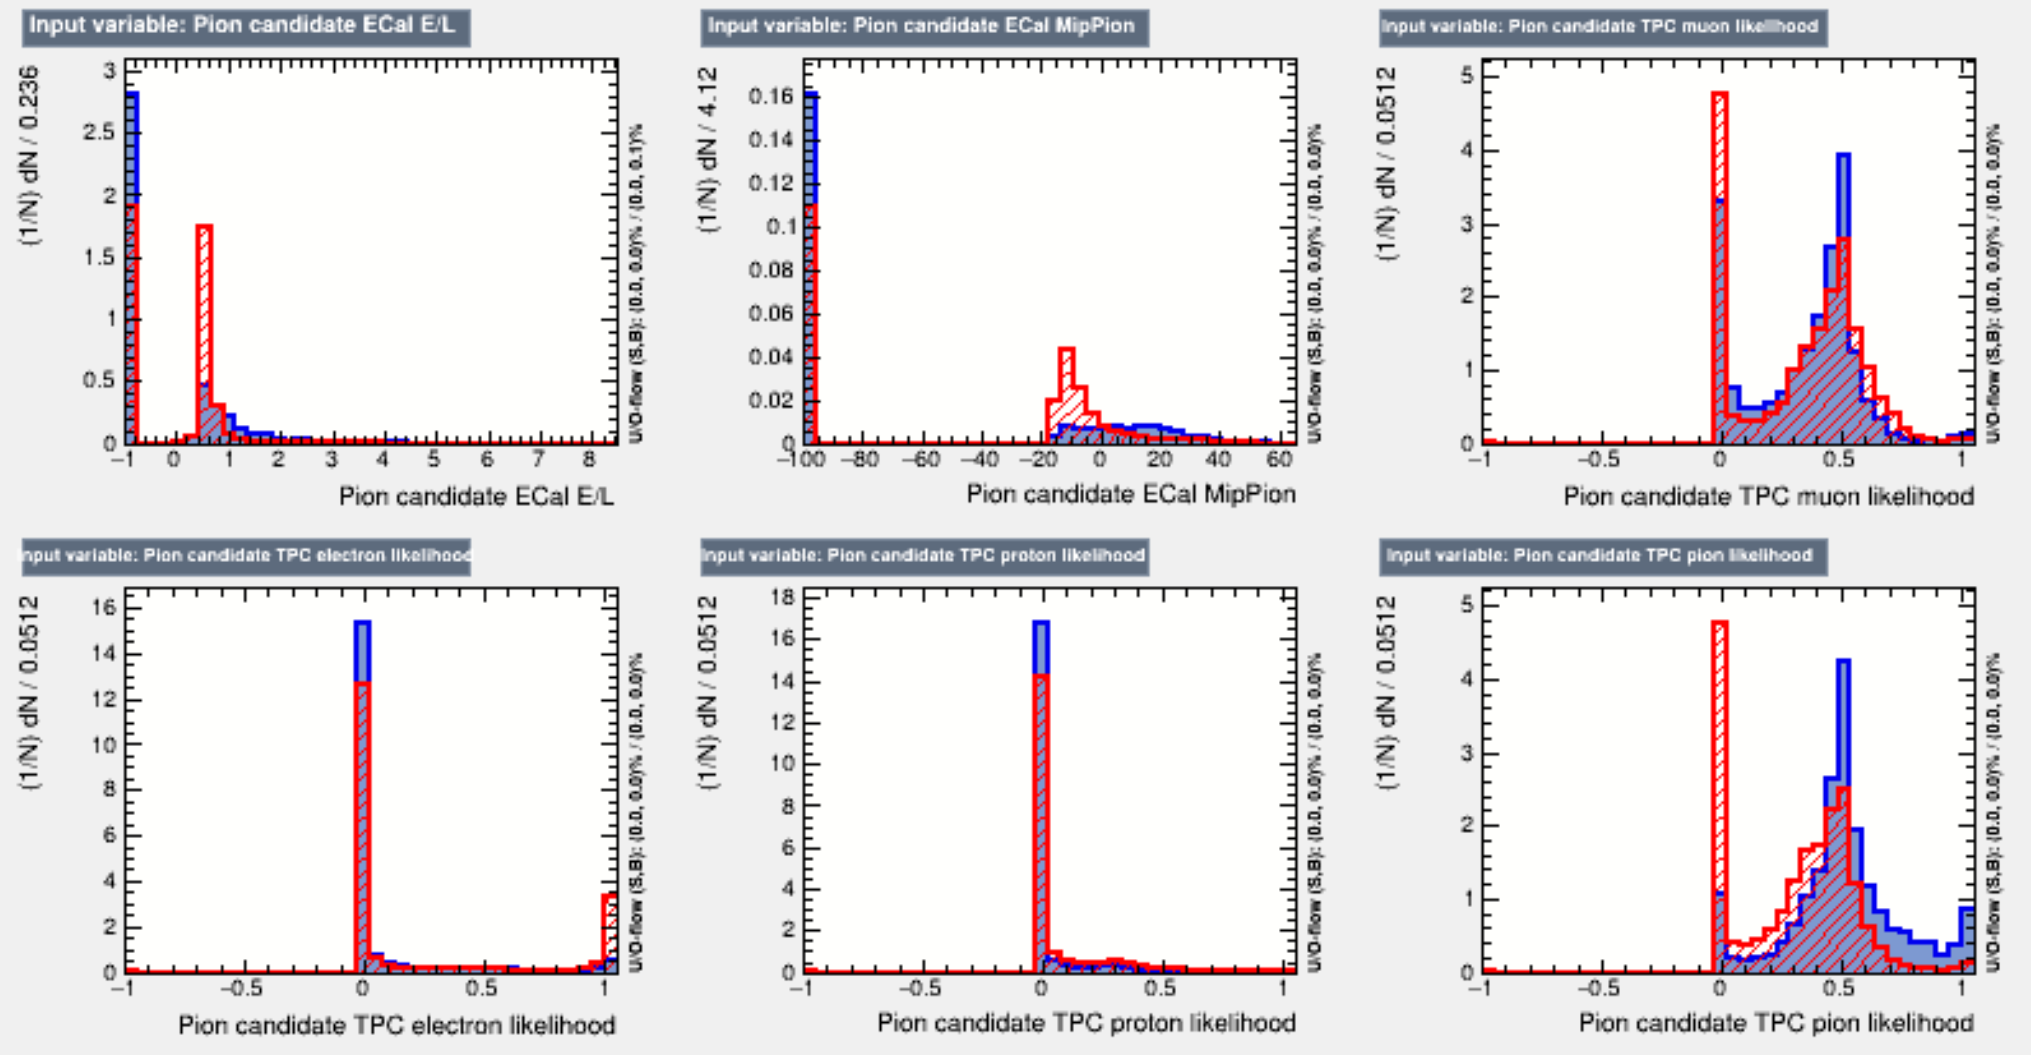 Input variable: Pion candidate ECal E/L
(1/N) dN / 0.236
3
2.5
2
1.5
1
0.5
0
−1 0 1 2 3 4 5 6 7 8
Pion candidate ECal E/L
U/O-flow (S,B): (0.0, 0.0)% / (0.0, 0.1)%
Input variable: Pion candidate ECal MipPion
(1/N) dN / 4.12
0.16
0.14
0.12
0.1
0.08
0.06
0.04
0.02
0
−100 −80 −60 −40 −20 0 20 40 60
Pion candidate ECal MipPion
U/O-flow (S,B): (0.0, 0.0)% / (0.0, 0.0)%
Input variable: Pion candidate TPC muon likelihood
(1/N) dN / 0.0512
5
4
3
2
1
0
−1 −0.5 0 0.5 1
Pion candidate TPC muon likelihood
U/O-flow (S,B): (0.0, 0.0)% / (0.0, 0.0)%
nput variable: Pion candidate TPC electron likelihood
(1/N) dN / 0.0512
16
14
12
10
8
6
4
2
0
−1 −0.5 0 0.5 1
Pion candidate TPC electron likelihood
U/O-flow (S,B): (0.0, 0.0)% / (0.0, 0.0)%
Input variable: Pion candidate TPC proton likelihood
(1/N) dN / 0.0512
18
16
14
12
10
8
6
4
2
0
−1 −0.5 0 0.5 1
Pion candidate TPC proton likelihood
U/O-flow (S,B): (0.0, 0.0)% / (0.0, 0.0)%
Input variable: Pion candidate TPC pion likelihood
(1/N) dN / 0.0512
5
4
3
2
1
0
−1 −0.5 0 0.5 1
Pion candidate TPC pion likelihood
U/O-flow (S,B): (0.0, 0.0)% / (0.0, 0.0)%